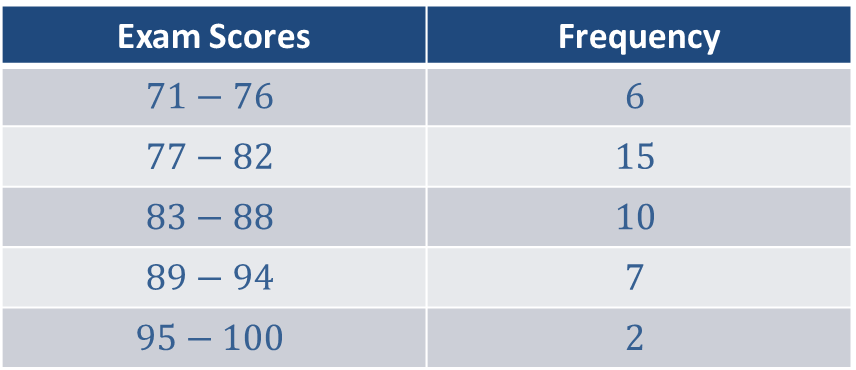 Exam Scores Frequency
71 – 76 6
77 – 82 15
83 – 88 10
89 – 94 7
95 – 100 2